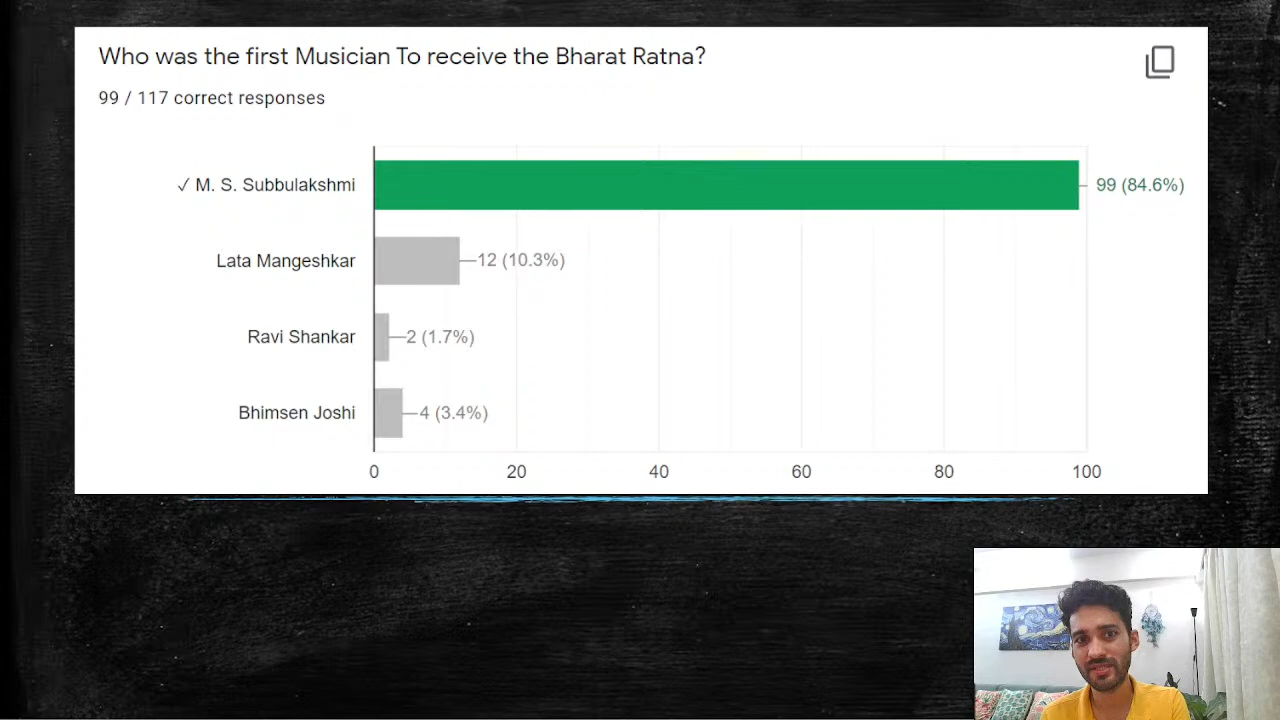 Who was the first Musician To receive the Bharat Ratna?
99 / 117 correct responses
✓ M. S. Subbulakshmi 99 (84.6%)
Lata Mangeshkar 12 (10.3%)
Ravi Shankar 2 (1.7%)
Bhimsen Joshi 4 (3.4%)
0 20 40 60 80 100